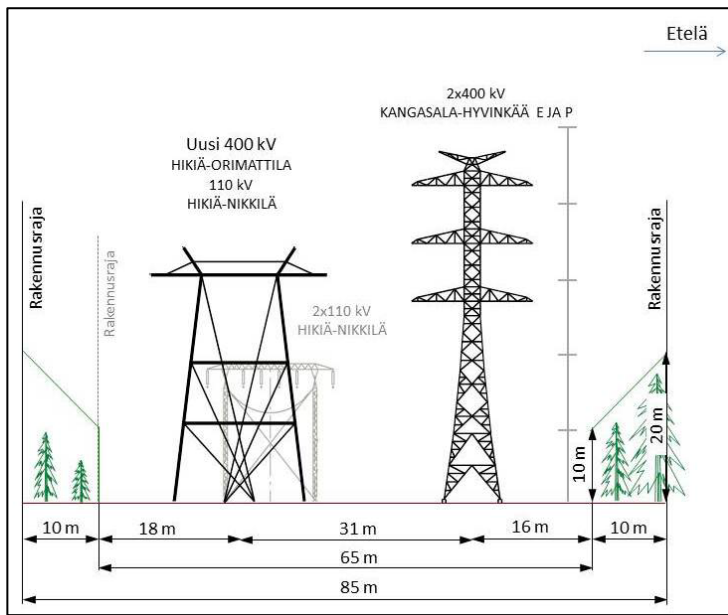 Etelä
2x400 kV
KANGASALA-HYVINKÄÄ E JA P
Uusi 400 kV
HIKIÄ-ORIMATTILA
110 kV
HIKIÄ-NIKKILÄ
Rakennusraja
Rakennusraja
2x110 kV
HIKIÄ-NIKKILÄ
Rakennusraja
10 m
20 m
10 m
18 m
31 m
16 m
10 m
65 m
85 m